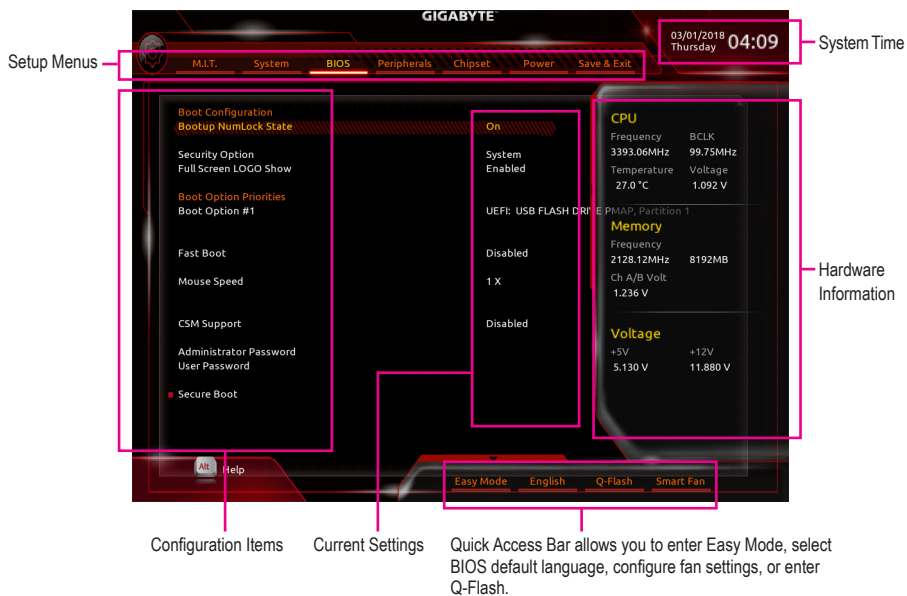 GIGABYTE™
03/01/2018
Thursday
04:09
System Time
Setup Menus
M.I.T.
System
BIOS
Peripherals
Chipset
Power
Save & Exit
Boot Configuration
Bootup NumLock State
On
Security Option
System
Full Screen LOGO Show
Enabled
Boot Option Priorities
Boot Option #1
UEFI: USB FLASH DRIVE PMAP, Partition 1
Fast Boot
Disabled
Mouse Speed
1 X
CSM Support
Disabled
Administrator Password
User Password
Secure Boot
CPU
Frequency BCLK
3393.06MHz 99.75MHz
Temperature Voltage
27.0 °C 1.092 V
Memory
Frequency
2128.12MHz 8192MB
Ch A/B Volt
1.236 V
Voltage
+5V +12V
5.130 V 11.880 V
Hardware
Information
Alt Help
Easy Mode
English
Q-Flash
Smart Fan
Configuration Items
Current Settings
Quick Access Bar allows you to enter Easy Mode, select
BIOS default language, configure fan settings, or enter
Q-Flash.